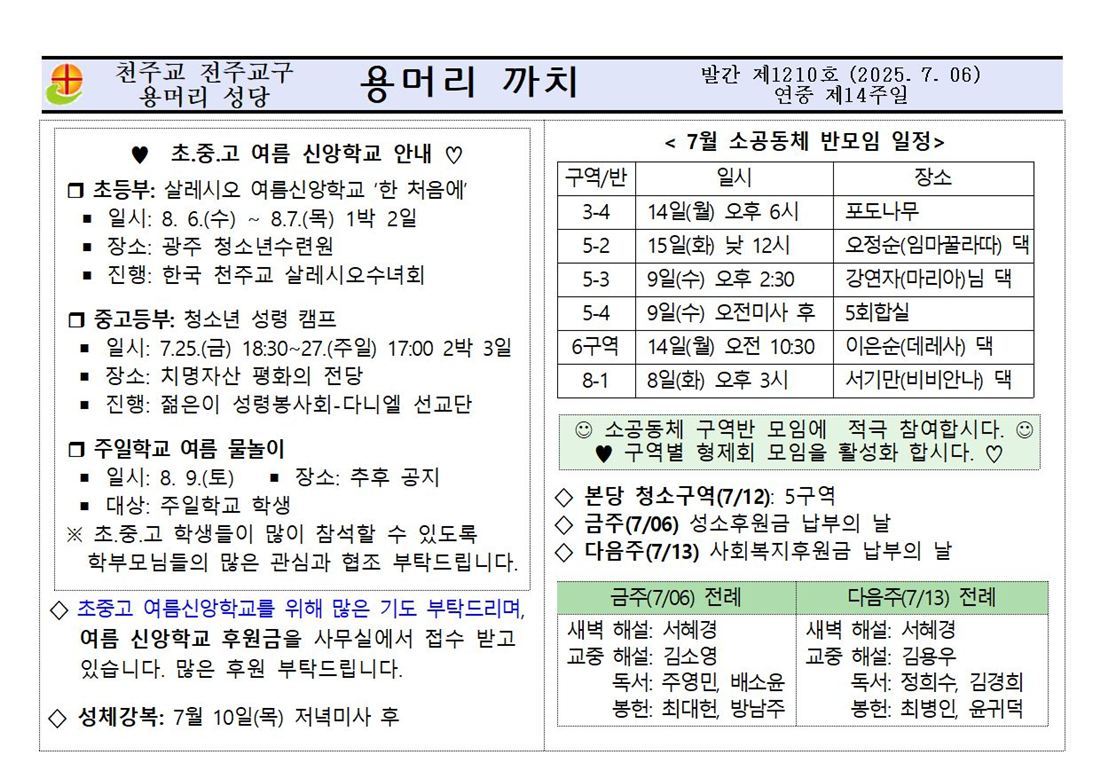 천주교 전주교구
용머리 성당
용머리 까치
발간 제1210호 (2025. 7. 06)
연중 제14주일
♥ 초.중.고 여름 신앙학교 안내 ♡
❒ 초등부: 살레시오 여름신앙학교 ‘한 처음에’
▪ 일시: 8. 6.(수) ~ 8.7.(목) 1박 2일
▪ 장소: 광주 청소년수련원
▪ 진행: 한국 천주교 살레시오수녀회
❒ 중고등부: 청소년 성령 캠프
▪ 일시: 7.25.(금) 18:30~27.(주일) 17:00 2박 3일
▪ 장소: 치명자산 평화의 전당
▪ 진행: 젊은이 성령봉사회-다니엘 선교단
❒ 주일학교 여름 물놀이
▪ 일시: 8. 9.(토) ▪ 장소: 추후 공지
▪ 대상: 주일학교 학생
※ 초.중.고 학생들이 많이 참석할 수 있도록
학부모님들의 많은 관심과 협조 부탁드립니다.
◇ 초중고 여름신앙학교를 위해 많은 기도 부탁드리며,
여름 신앙학교 후원금을 사무실에서 접수 받고
있습니다. 많은 후원 부탁드립니다.
◇ 성체강복: 7월 10일(목) 저녁미사 후
< 7월 소공동체 반모임 일정>
구역/반 일시 장소
3-4 14일(월) 오후 6시 포도나무
5-2 15일(화) 낮 12시 오정순(임마꿀라따) 댁
5-3 9일(수) 오후 2:30 강연자(마리아)님 댁
5-4 9일(수) 오전미사 후 5회합실
6구역 14일(월) 오전 10:30 이은순(데레사) 댁
8-1 8일(화) 오후 3시 서기만(비비안나) 댁
☺ 소공동체 구역반 모임에 적극 참여합시다. ☺
♥ 구역별 형제회 모임을 활성화 합시다. ♡
◇ 본당 청소구역(7/12): 5구역
◇ 금주(7/06) 성소후원금 납부의 날
◇ 다음주(7/13) 사회복지후원금 납부의 날
금주(7/06) 전례 다음주(7/13) 전례
새벽 해설: 서혜경 새벽 해설: 서혜경
교중 해설: 김소영 교중 해설: 김용우
독서: 주영민, 배소윤 독서: 정희수, 김경희
봉헌: 최대헌, 방남주 봉헌: 최병인, 윤귀덕